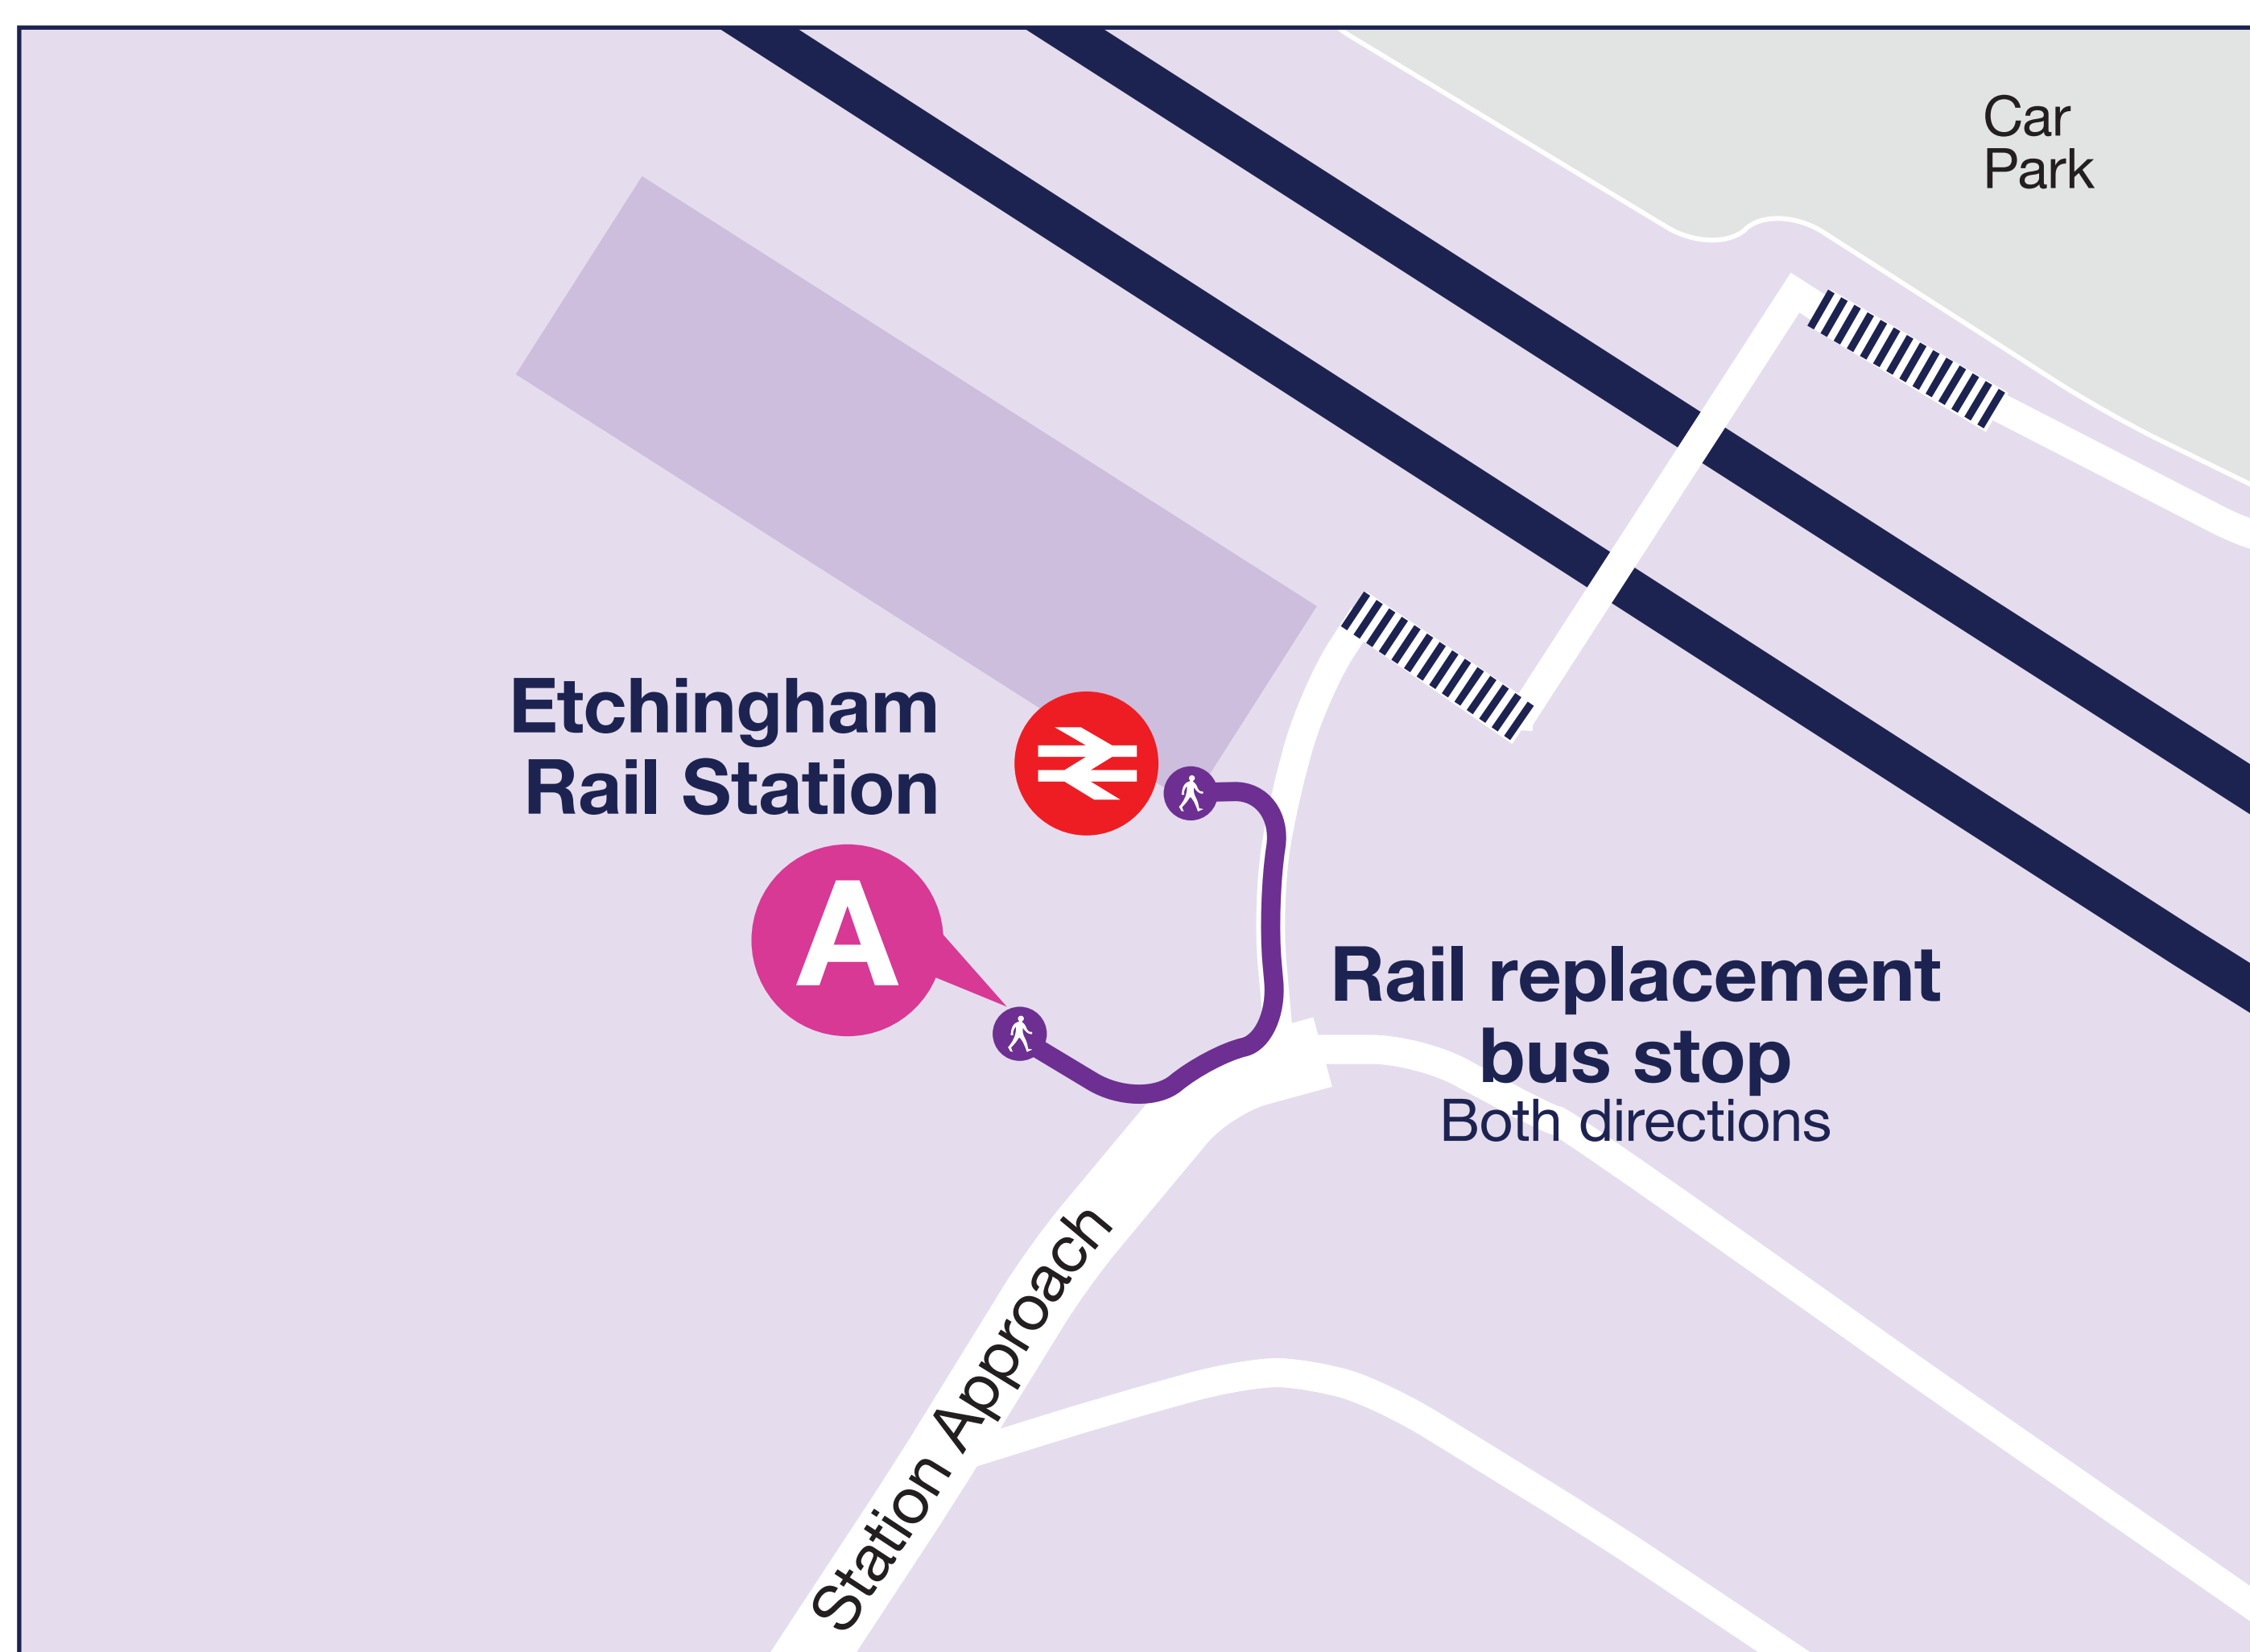 Car
Park
Etchingham
Rail Station
A
Rail replacement
bus stop
Both directions
Station Approach